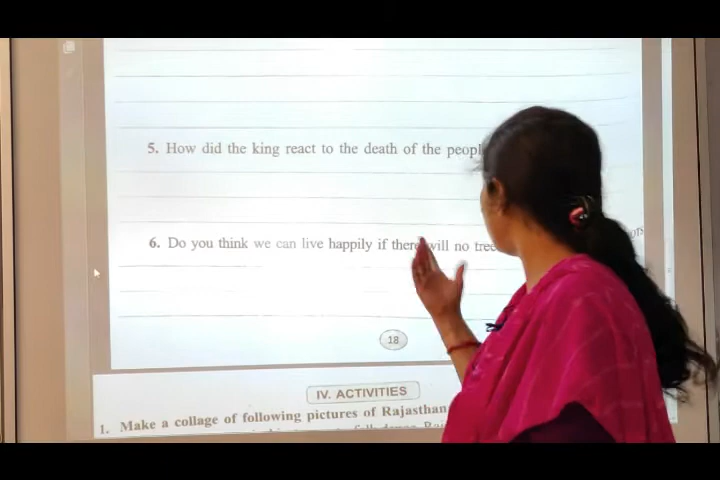 5. How did the king react to the death of the peopl
6. Do you think we can live happily if there will no tree
18
IV. ACTIVITIES
1. Make a collage of following pictures of Rajasthan